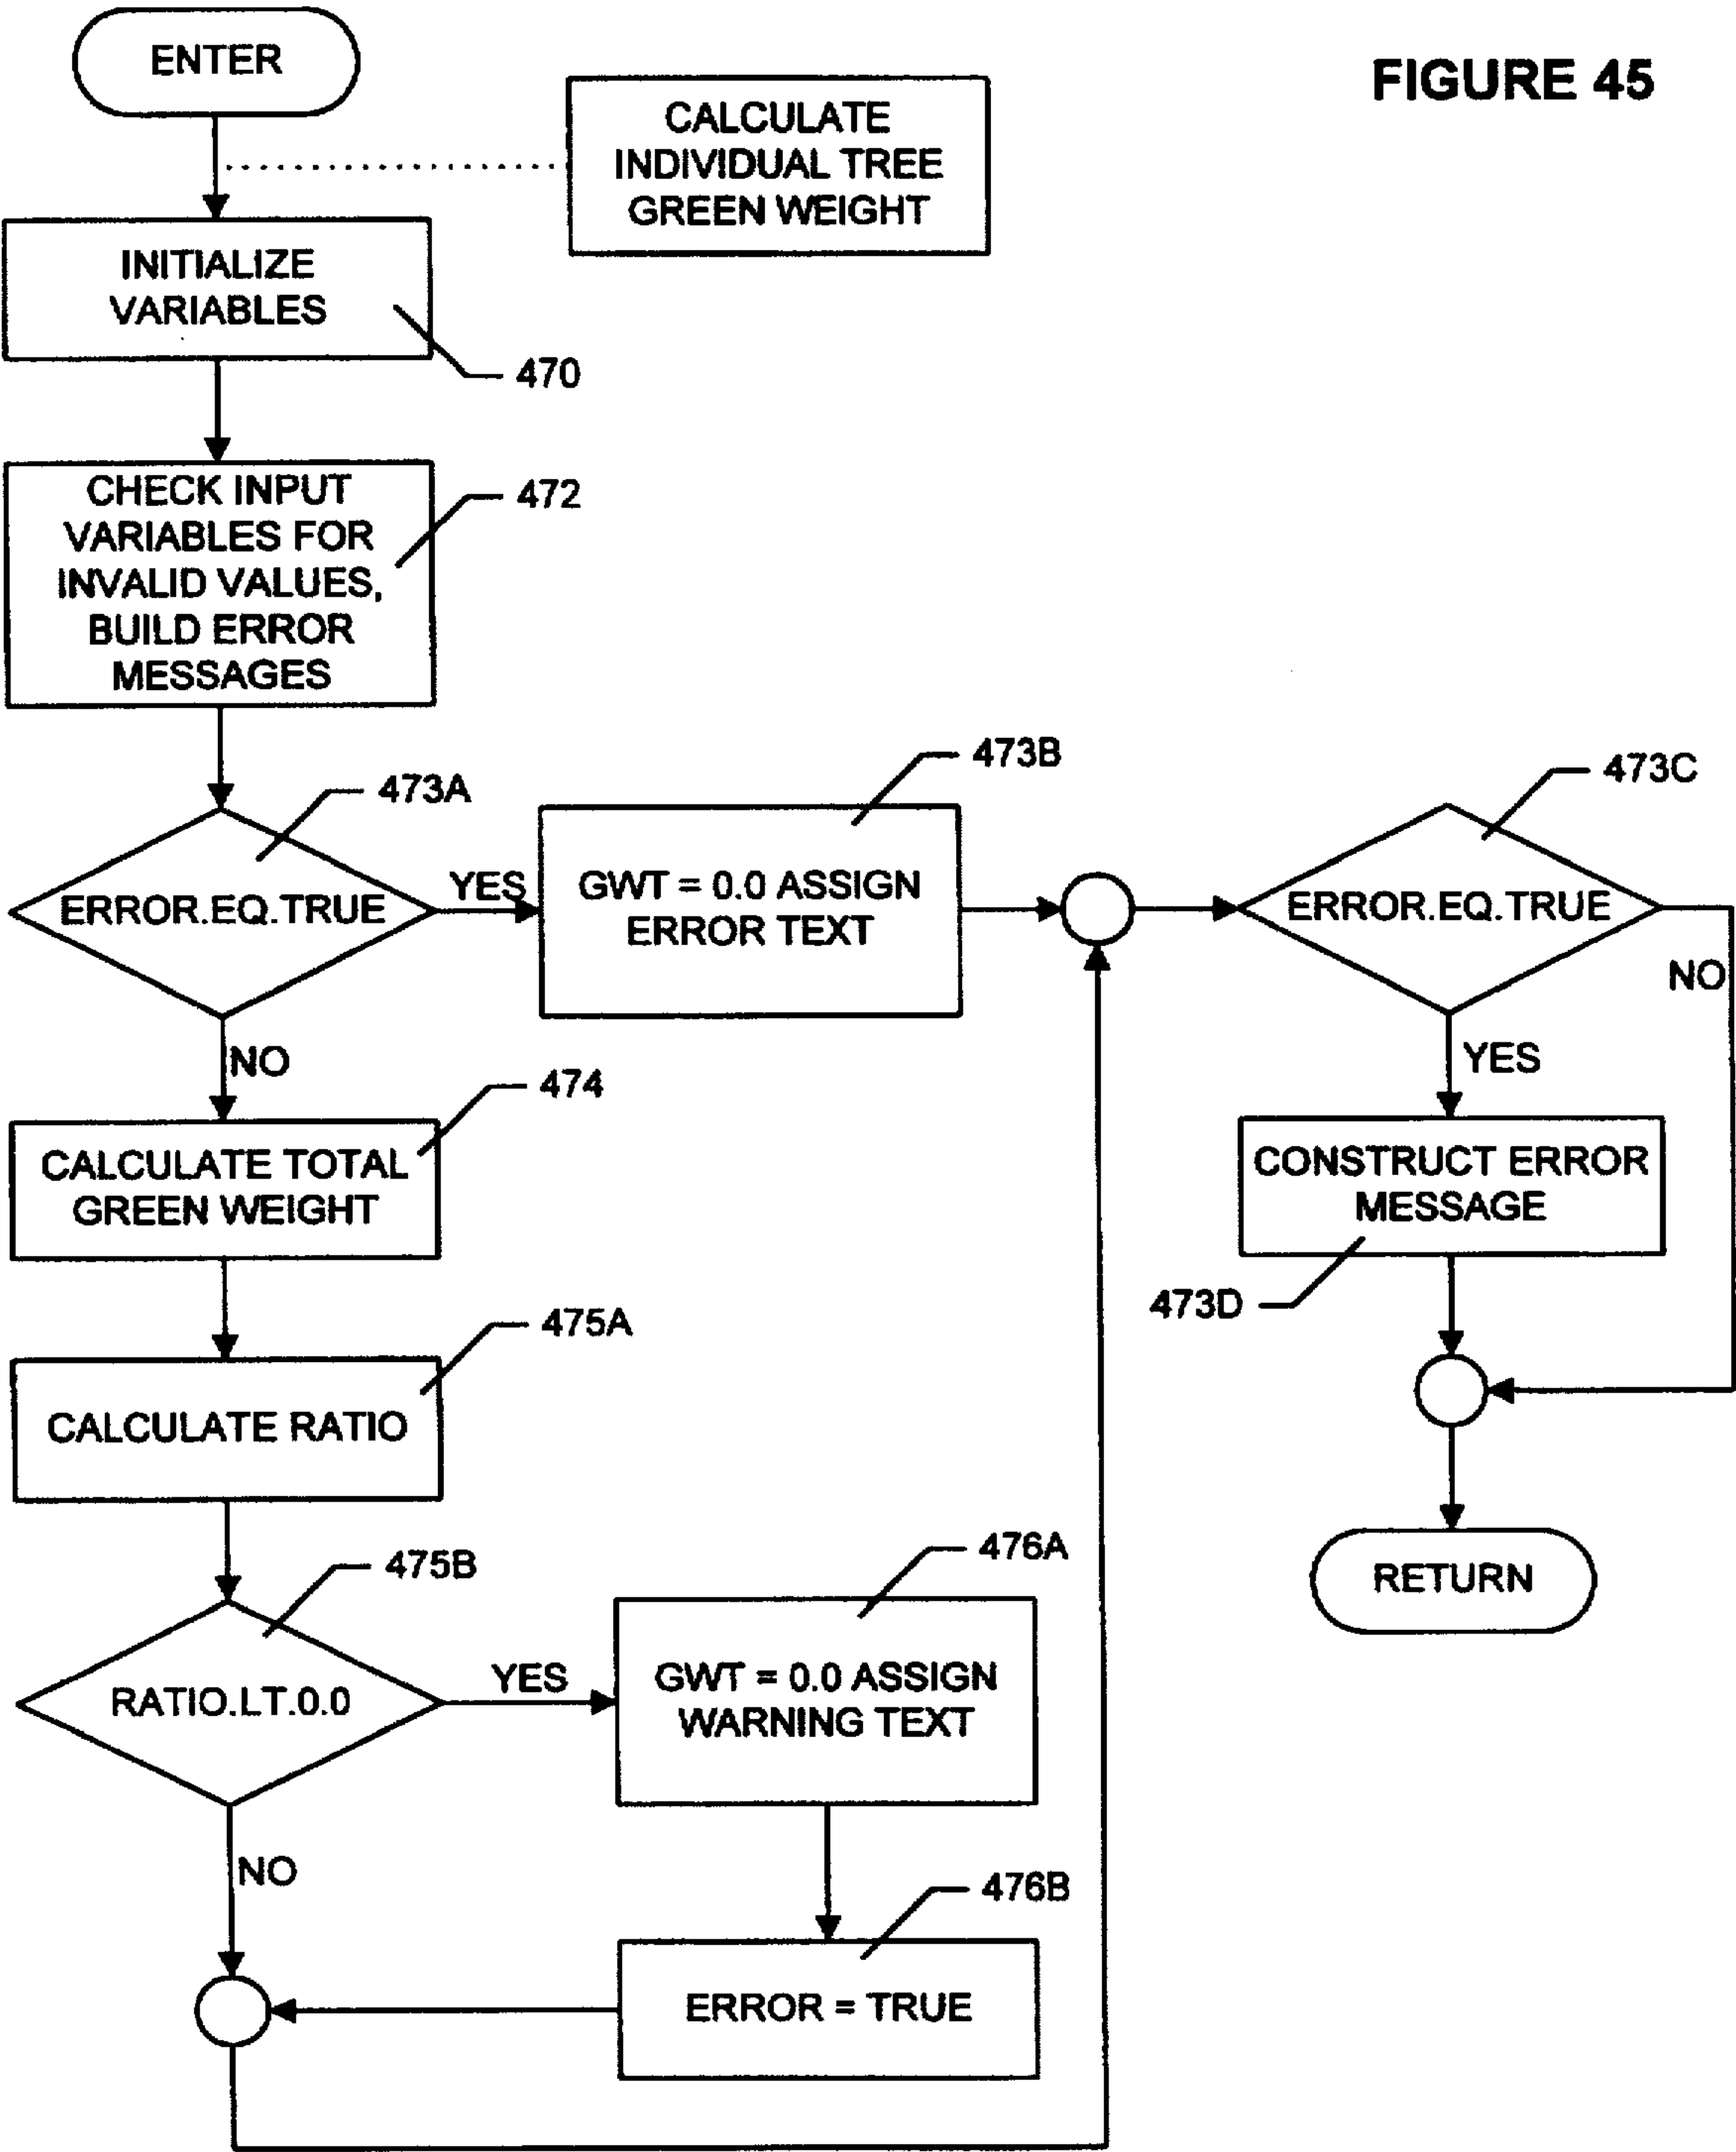 FIGURE 45
ENTER
CALCULATE
INDIVIDUAL TREE
GREEN WEIGHT
INITIALIZE
VARIABLES
470
CHECK INPUT
VARIABLES FOR
INVALID VALUES,
BUILD ERROR
MESSAGES
472
473A
ERROR.EQ.TRUE
YES
NO
473B
GWT = 0.0 ASSIGN
ERROR TEXT
473C
ERROR.EQ.TRUE
NO
YES
CONSTRUCT ERROR
MESSAGE
473D
RETURN
474
CALCULATE TOTAL
GREEN WEIGHT
475A
CALCULATE RATIO
475B
RATIO.LT.0.0
YES
NO
476A
GWT = 0.0 ASSIGN
WARNING TEXT
476B
ERROR = TRUE